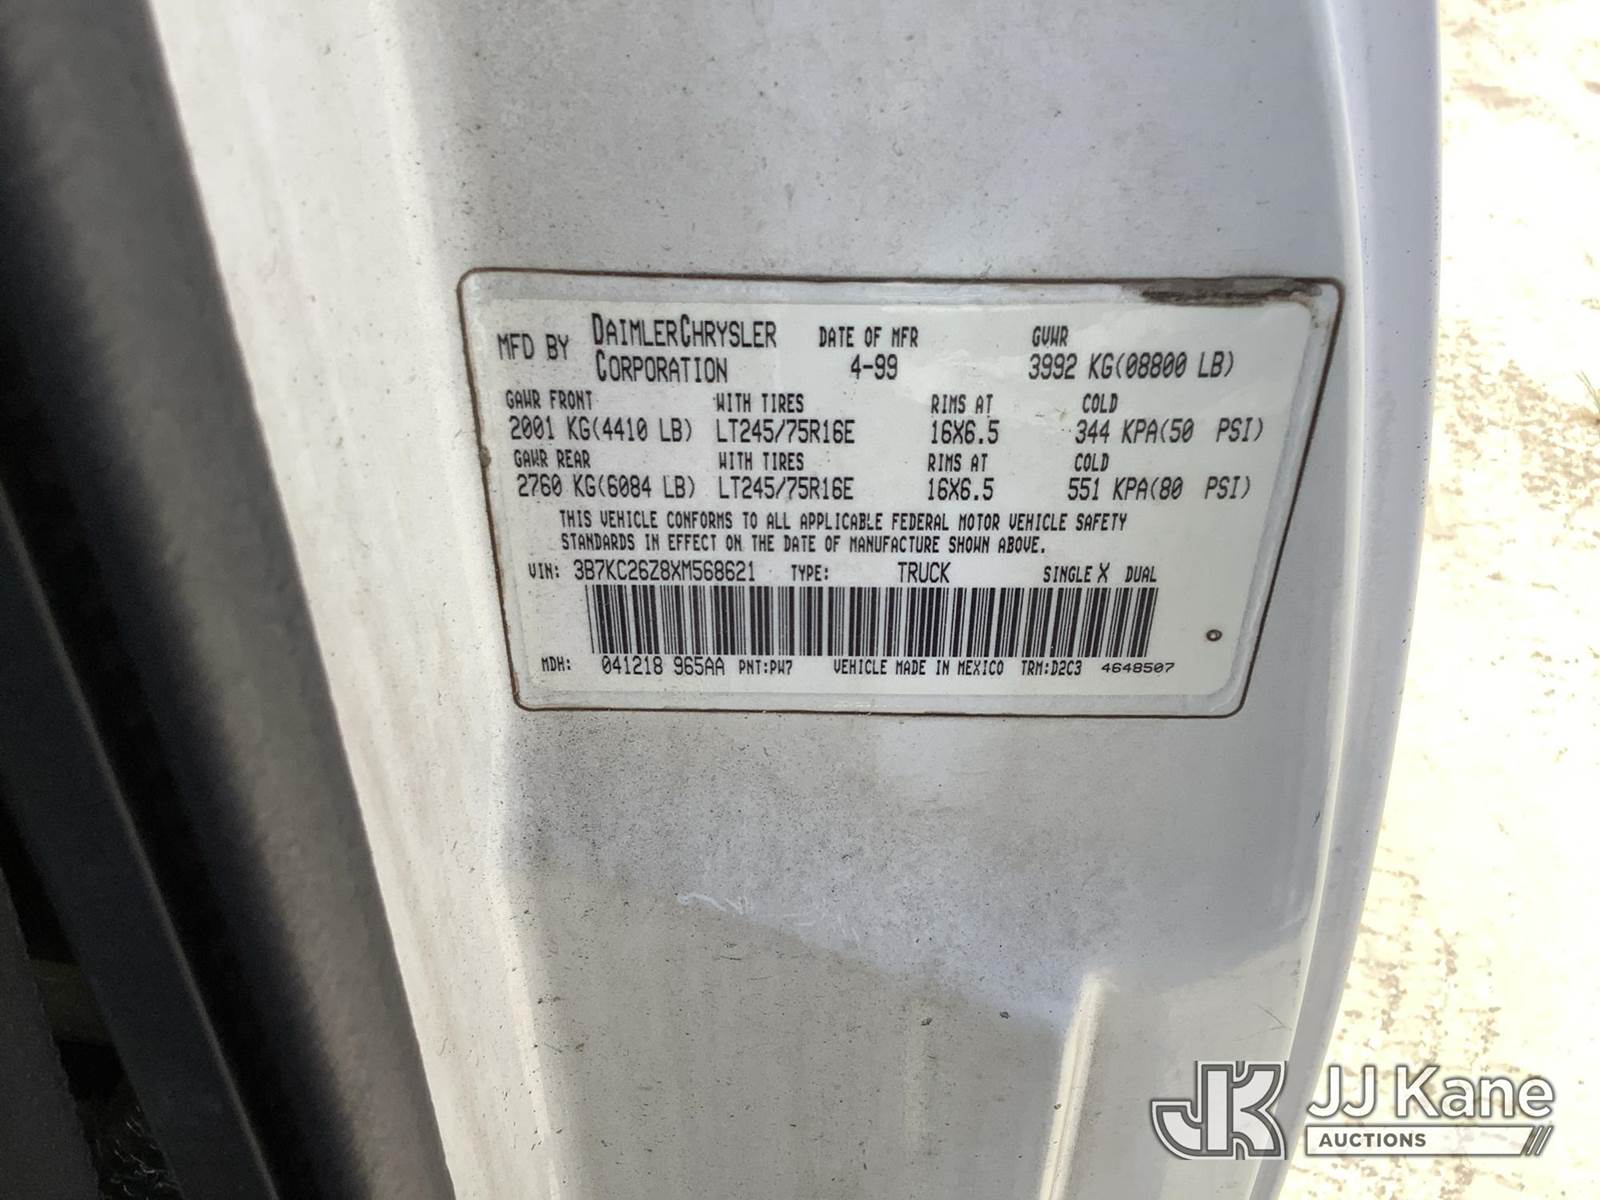 MFD BY DAIMLERCHRYSLER CORPORATION DATE OF MFR 4-99 GVWR 3992 KG(08800 LB)
GAWR FRONT WITH TIRES RIMS AT COLD
2001 KG(4410 LB) LT245/75R16E 16X6.5 344 KPA(50 PSI)
GAWR REAR WITH TIRES RIMS AT COLD
2760 KG(6084 LB) LT245/75R16E 16X6.5 551 KPA(80 PSI)
THIS VEHICLE CONFORMS TO ALL APPLICABLE FEDERAL MOTOR VEHICLE SAFETY
STANDARDS IN EFFECT ON THE DATE OF MANUFACTURE SHOWN ABOVE.
VIN: 3B7KC26Z8XM568621 TYPE: TRUCK SINGLE X DUAL
MDH: 041218 965AA PNT:PW7 VEHICLE MADE IN MEXICO TRM:D2C3 4648507
JK JJ Kane
AUCTIONS